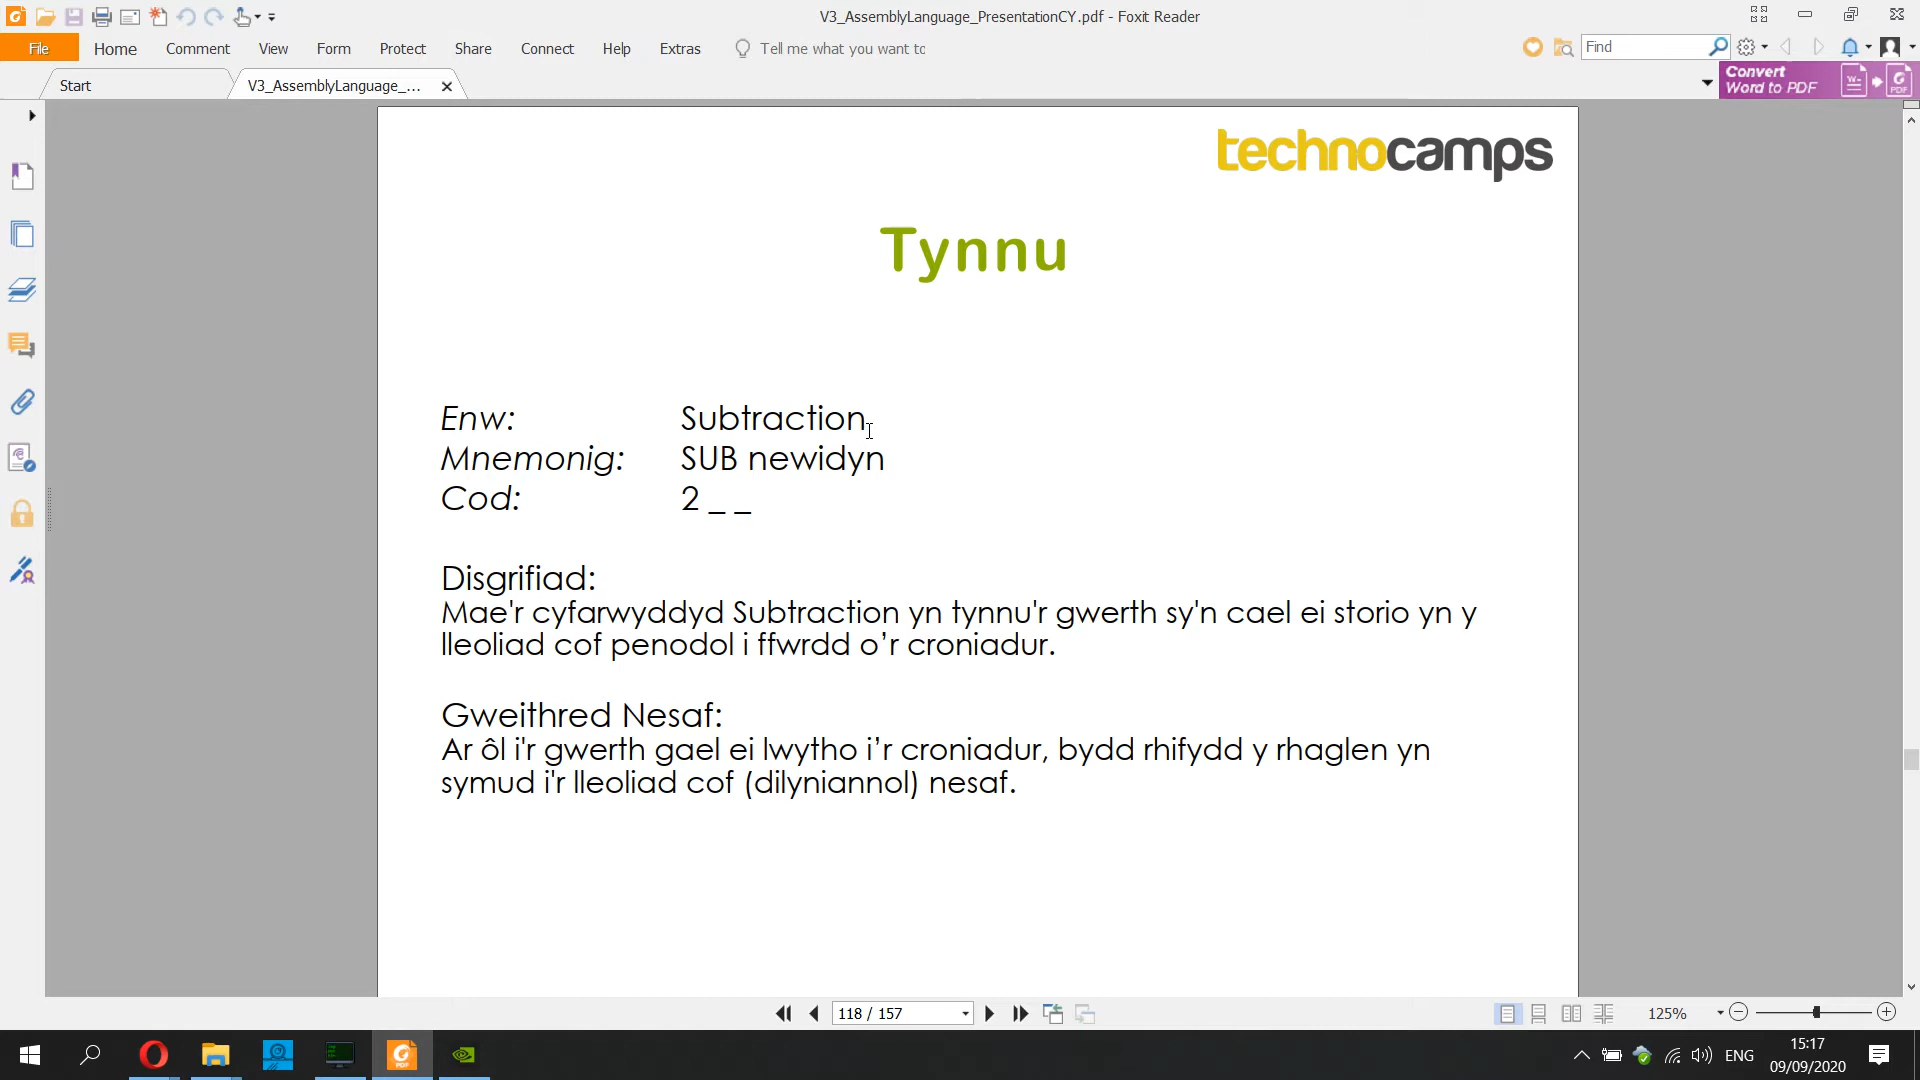 V3_AssemblyLanguage_PresentationCY.pdf - Foxit Reader
File Home Comment View Form Protect Share Connect Help Extras Tell me what you want to Find
Start V3_AssemblyLanguage_...
Convert
Word to PDF
technocamps
Tynnu
Enw: Subtraction
Mnemonig: SUB newidyn
Cod: 2 _ _
Disgrifiad:
Mae'r cyfarwyddyd Subtraction yn tynnu'r gwerth sy'n cael ei storio yn y
lleoliad cof penodol i ffwrdd o’r croniadur.
Gweithred Nesaf:
Ar ôl i'r gwerth gael ei lwytho i’r croniadur, bydd rhifydd y rhaglen yn
symud i'r lleoliad cof (dilyniannol) nesaf.
118 / 157 125%
ENG 15:17
09/09/2020